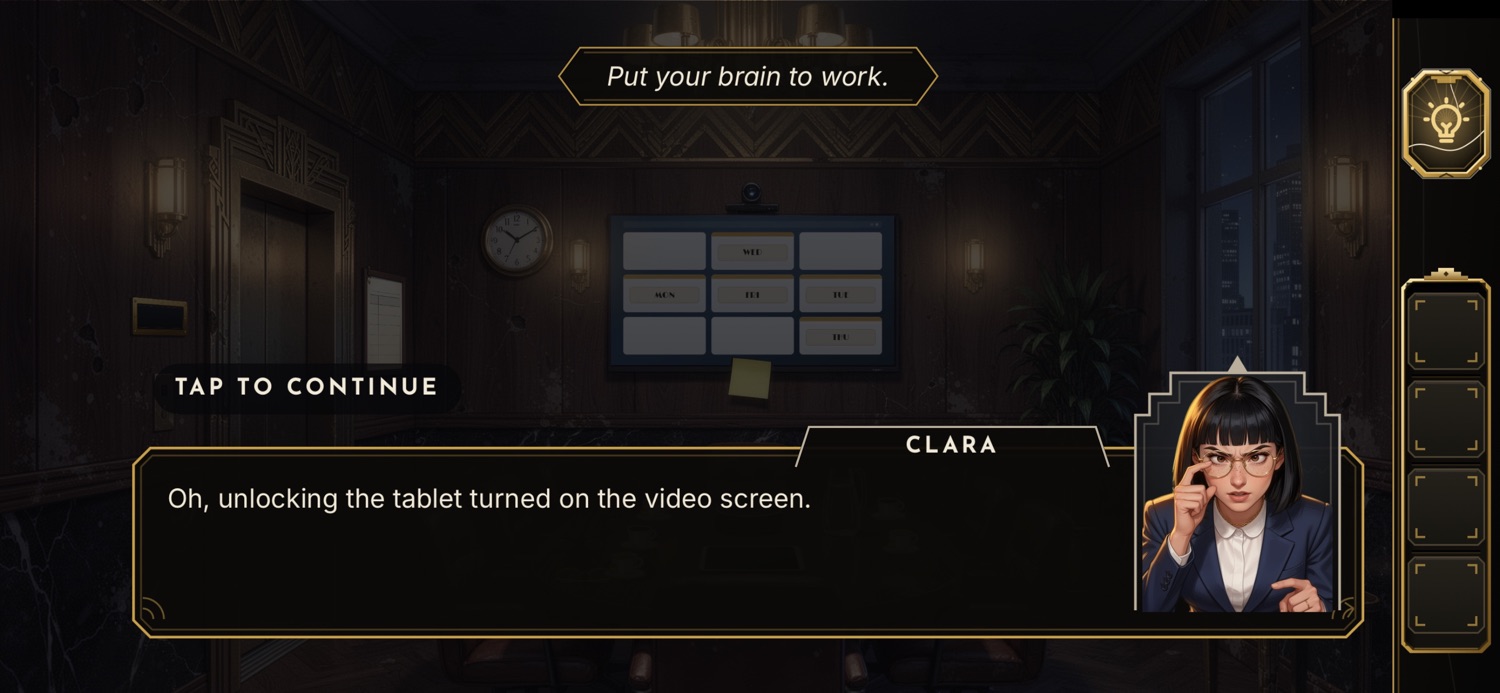 Put your brain to work.
WED
MON FRI TUE
THU
TAP TO CONTINUE
CLARA
Oh, unlocking the tablet turned on the video screen.